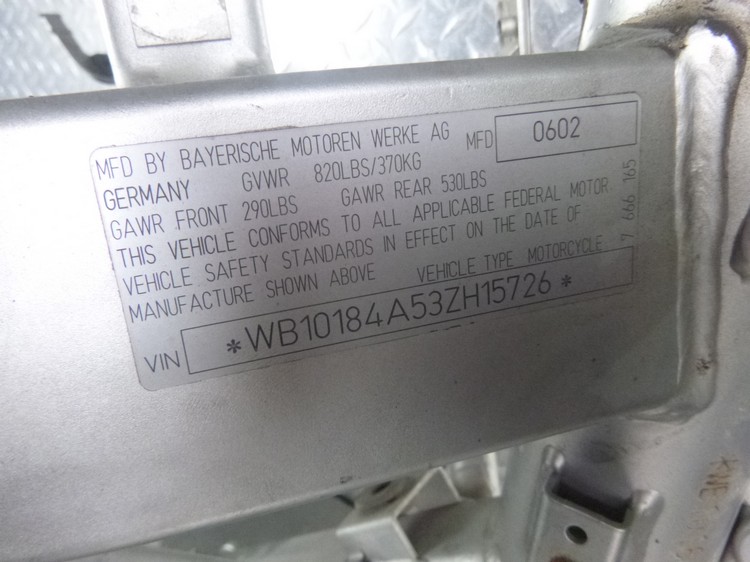 MFD BY BAYERISCHE MOTOREN WERKE AG MFD 0602
GERMANY GVWR 820LBS/370KG
GAWR FRONT 290LBS GAWR REAR 530LBS
THIS VEHICLE CONFORMS TO ALL APPLICABLE FEDERAL MOTOR
VEHICLE SAFETY STANDARDS IN EFFECT ON THE DATE OF
MANUFACTURE SHOWN ABOVE VEHICLE TYPE MOTORCYCLE
7 666 165
VIN *WB10184A53ZH15726*